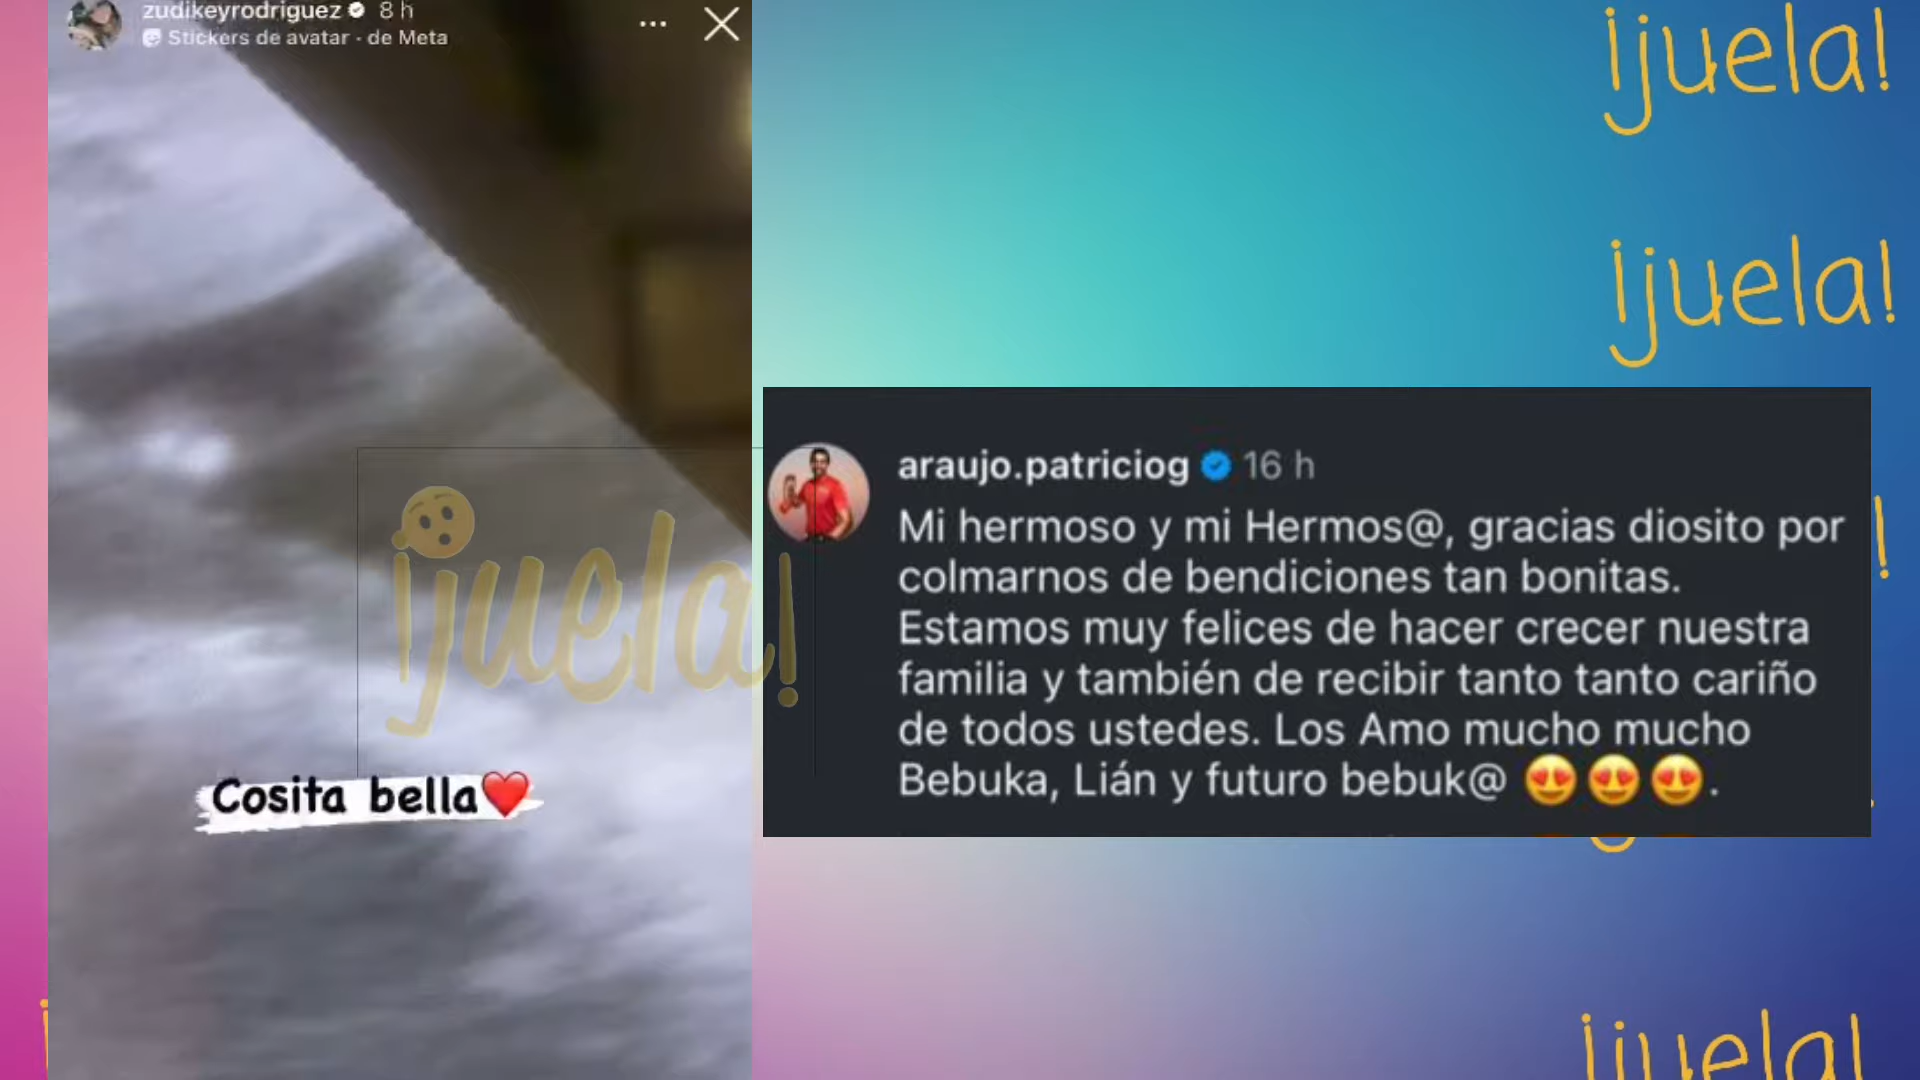 zudikeyrodriguez 8 h
Stickers de avatar · de Meta
¡juela!
¡juela!
araujo.patriciog 16 h
Mi hermoso y mi Hermos@, gracias diosito por
colmarnos de bendiciones tan bonitas.
Estamos muy felices de hacer crecer nuestra
familia y también de recibir tanto tanto cariño
de todos ustedes. Los Amo mucho mucho
Bebuka, Lián y futuro bebuk@ 😍😍😍.
¡juela!
Cosita bella❤️
¡juela!